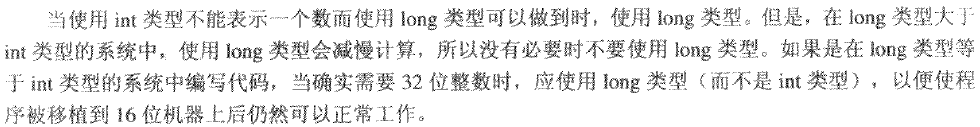 当使用 int 类型不能表示一个数而使用 long 类型可以做到时，使用 long 类型。但是，在 long 类型大于
int 类型的系统中，使用 long 类型会减慢计算，所以没有必要时不要使用 long 类型。如果是在 long 类型等
于 int 类型的系统中编写代码，当确实需要 32 位整数时，应使用 long 类型（而不是 int 类型），以便使程
序被移植到 16 位机器上后仍然可以正常工作。